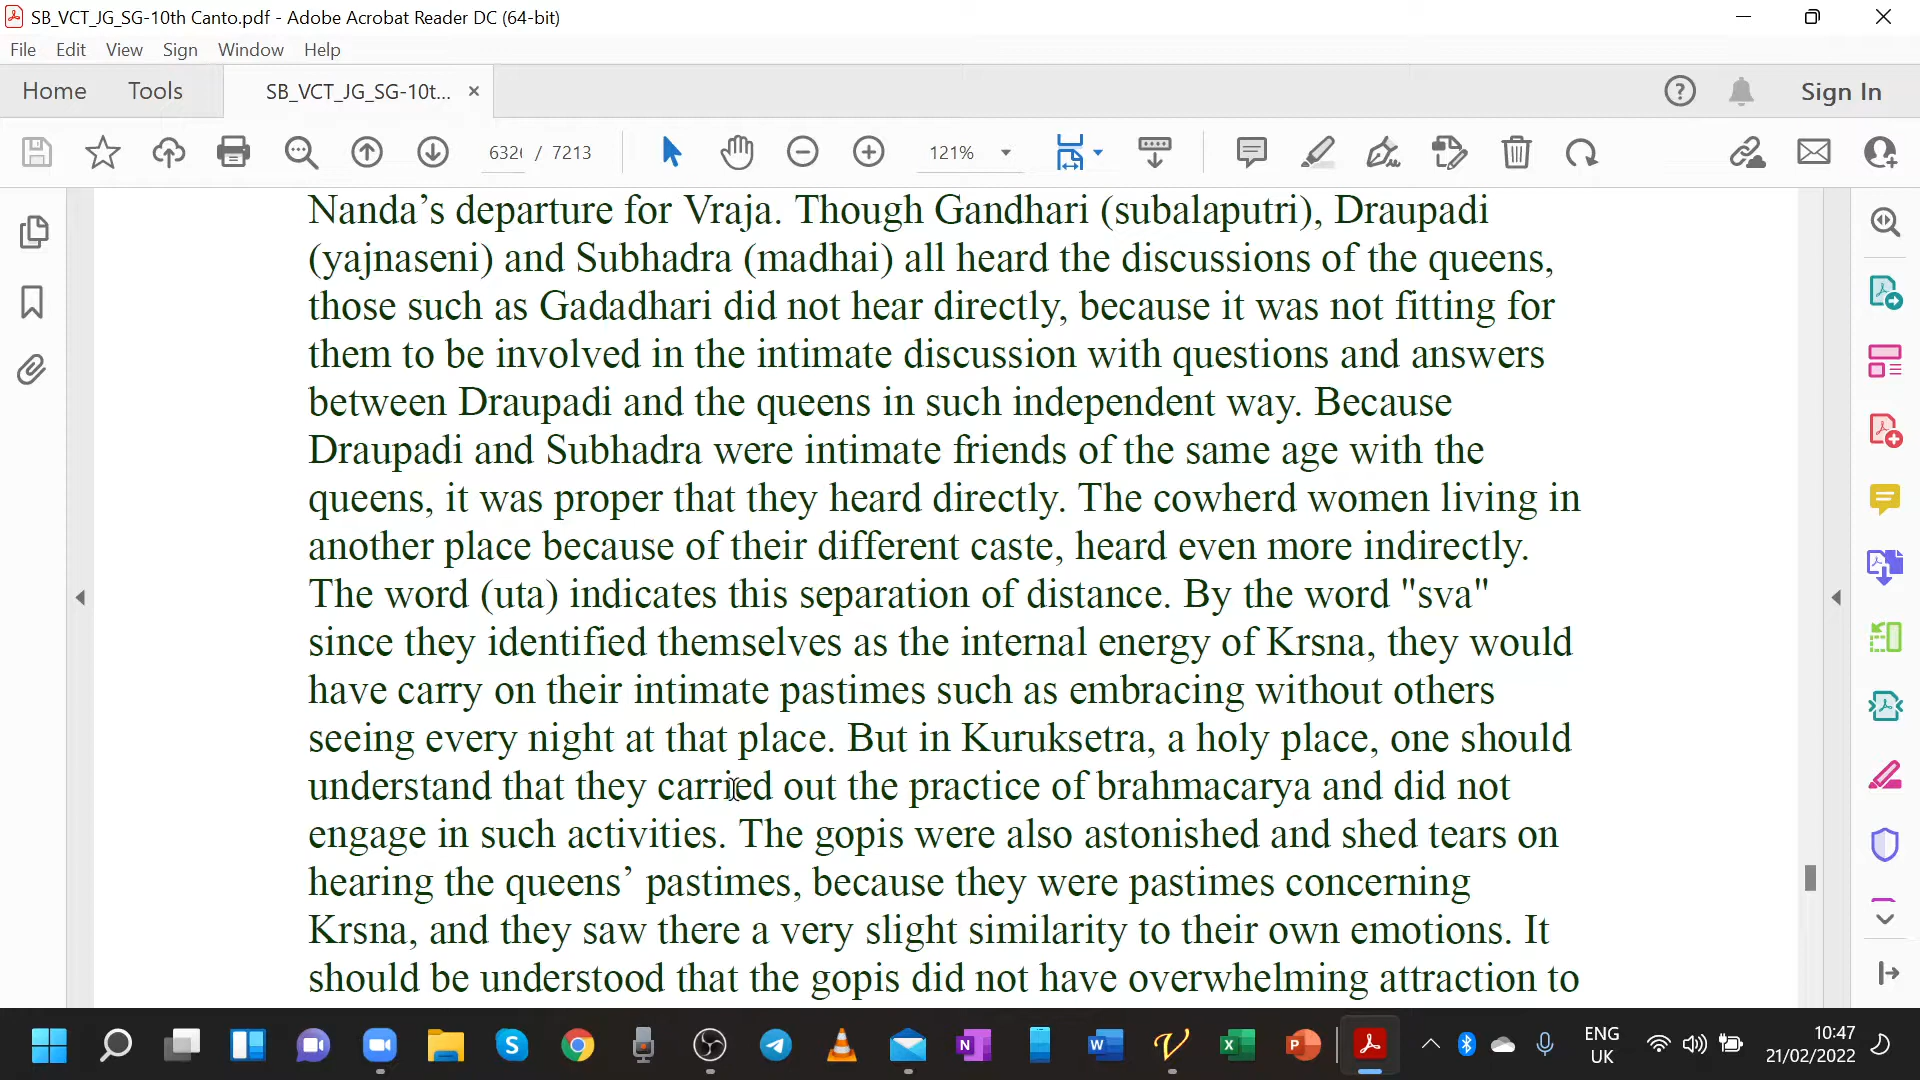 SB_VCT_JG_SG-10th Canto.pdf - Adobe Acrobat Reader DC (64-bit)
File Edit View Sign Window Help
Home Tools SB_VCT_JG_SG-10t... × Sign In
632( / 7213 121%
Nanda’s departure for Vraja. Though Gandhari (subalaputri), Draupadi
(yajnaseni) and Subhadra (madhai) all heard the discussions of the queens,
those such as Gadadhari did not hear directly, because it was not fitting for
them to be involved in the intimate discussion with questions and answers
between Draupadi and the queens in such independent way. Because
Draupadi and Subhadra were intimate friends of the same age with the
queens, it was proper that they heard directly. The cowherd women living in
another place because of their different caste, heard even more indirectly.
The word (uta) indicates this separation of distance. By the word "sva"
since they identified themselves as the internal energy of Krsna, they would
have carry on their intimate pastimes such as embracing without others
seeing every night at that place. But in Kuruksetra, a holy place, one should
understand that they carried out the practice of brahmacarya and did not
engage in such activities. The gopis were also astonished and shed tears on
hearing the queens’ pastimes, because they were pastimes concerning
Krsna, and they saw there a very slight similarity to their own emotions. It
should be understood that the gopis did not have overwhelming attraction to
ENG
UK
10:47
21/02/2022